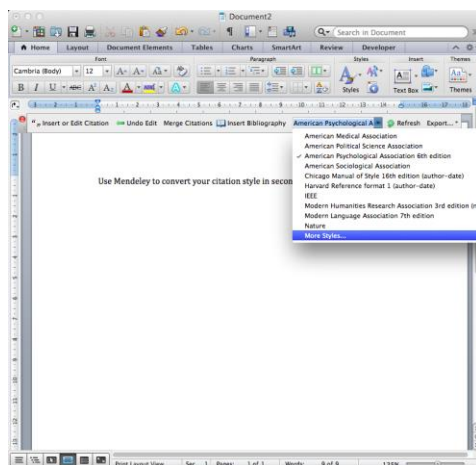 Document2
Search in Document
Home Layout Document Elements Tables Charts SmartArt Review Developer
Font Paragraph Styles Insert Themes
Cambria (Body) 12
B I U ABC
Styles Text Box Themes
Insert or Edit Citation Undo Edit Merge Citations Insert Bibliography American Psychological A Refresh Export...
American Medical Association
American Political Science Association
American Psychological Association 6th edition
American Sociological Association
Chicago Manual of Style 16th edition (author-date)
Harvard Reference format 1 (author-date)
IEEE
Modern Humanities Research Association 3rd edition (n
Modern Language Association 7th edition
Nature
More Styles...
Use Mendeley to convert your citation style in secon
Print Layout View Sec 1 Pages: 1 of 1 Words: 9 of 9 125%